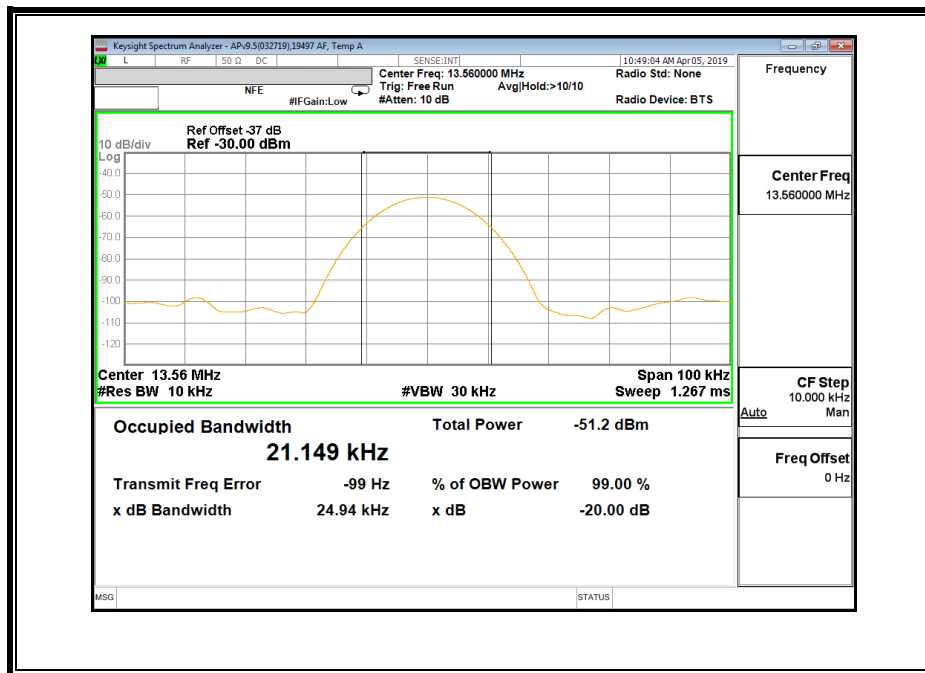 Keysight Spectrum Analyzer - APv9.5(032719),19497 AF, Temp A
LXI L RF 50 Ω DC SENSE:INT 10:49:04 AM Apr 05, 2019
NFE
#IFGain:Low
Center Freq: 13.560000 MHz
Trig: Free Run Avg|Hold:>10/10
#Atten: 10 dB
Radio Std: None
Radio Device: BTS
Ref Offset -37 dB
10 dB/div Ref -30.00 dBm
Log
-40.0
-50.0
-60.0
-70.0
-80.0
-90.0
-100
-110
-120
Center 13.56 MHz Span 100 kHz
#Res BW 10 kHz #VBW 30 kHz Sweep 1.267 ms
Occupied Bandwidth Total Power -51.2 dBm
21.149 kHz
Transmit Freq Error -99 Hz % of OBW Power 99.00 %
x dB Bandwidth 24.94 kHz x dB -20.00 dB
MSG STATUS
Frequency
Center Freq
13.560000 MHz
CF Step
10.000 kHz
Auto Man
Freq Offset
0 Hz